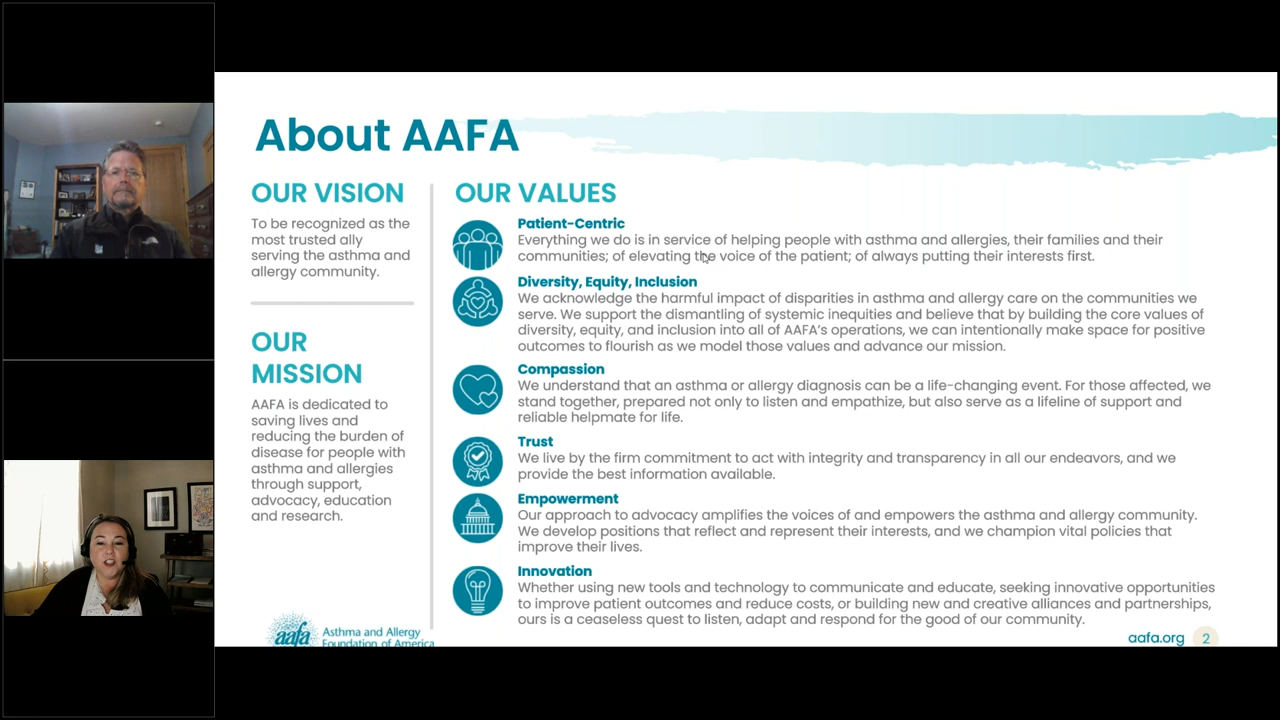 About AAFA
OUR VISION
To be recognized as the
most trusted ally
serving the asthma and
allergy community.
OUR
MISSION
AAFA is dedicated to
saving lives and
reducing the burden of
disease for people with
asthma and allergies
through support,
advocacy, education
and research.
OUR VALUES
Patient-Centric
Everything we do is in service of helping people with asthma and allergies, their families and their
communities; of elevating the voice of the patient; of always putting their interests first.
Diversity, Equity, Inclusion
We acknowledge the harmful impact of disparities in asthma and allergy care on the communities we
serve. We support the dismantling of systemic inequities and believe that by building the core values of
diversity, equity, and inclusion into all of AAFA's operations, we can intentionally make space for positive
outcomes to flourish as we model those values and advance our mission.
Compassion
We understand that an asthma or allergy diagnosis can be a life-changing event. For those affected, we
stand together, prepared not only to listen and empathize, but also serve as a lifeline of support and
reliable helpmate for life.
Trust
We live by the firm commitment to act with integrity and transparency in all our endeavors, and we
provide the best information available.
Empowerment
Our approach to advocacy amplifies the voices of and empowers the asthma and allergy community.
We develop positions that reflect and represent their interests, and we champion vital policies that
improve their lives.
Innovation
Whether using new tools and technology to communicate and educate, seeking innovative opportunities
to improve patient outcomes and reduce costs, or building new and creative alliances and partnerships,
ours is a ceaseless quest to listen, adapt and respond for the good of our community.
aafa
Asthma and Allergy
Foundation of America
aafa.org 2